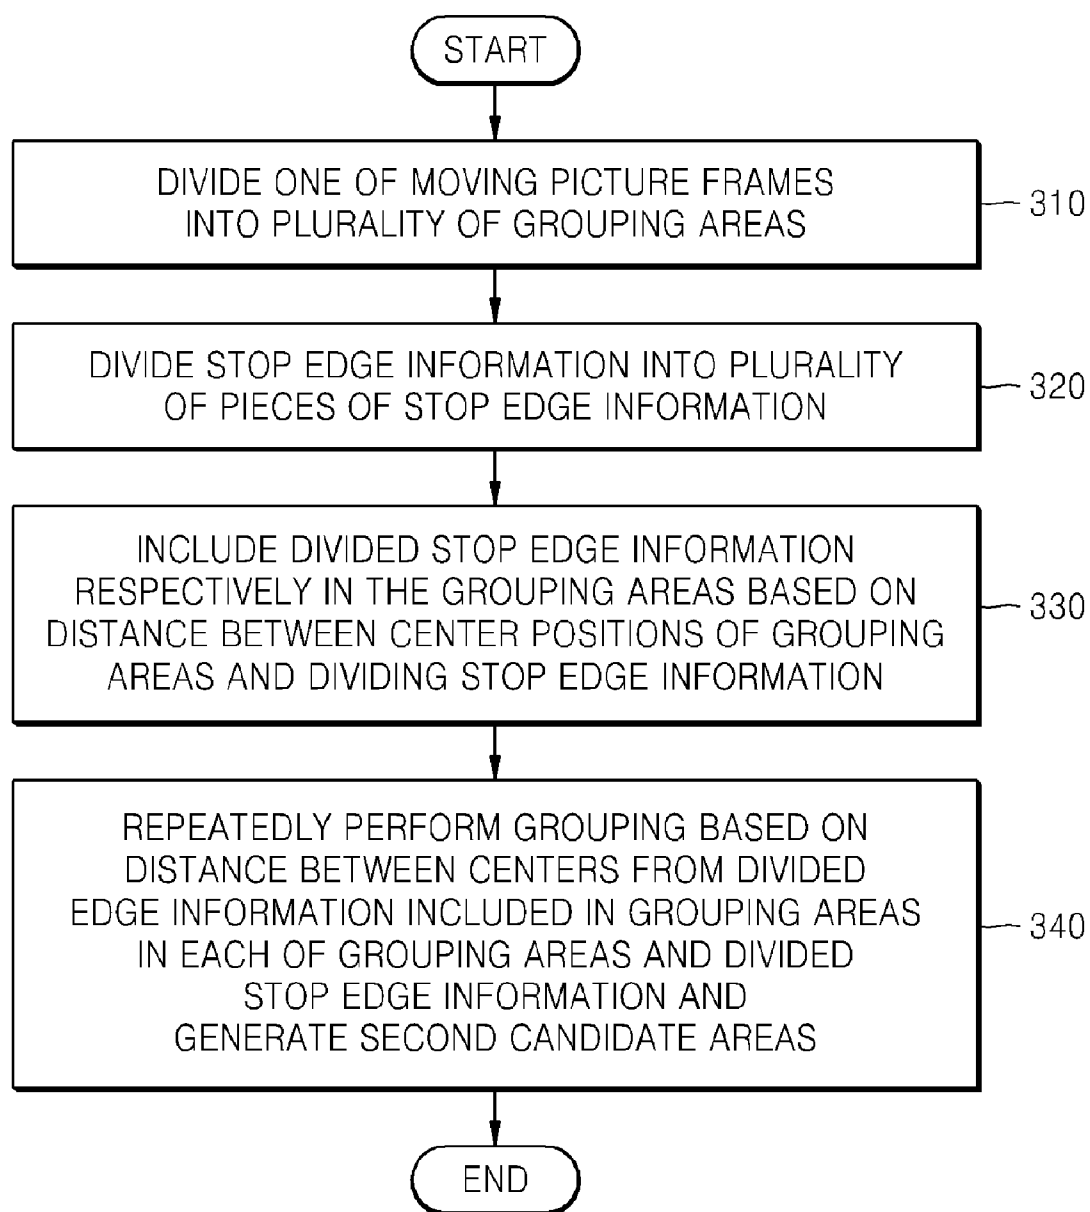 START
DIVIDE ONE OF MOVING PICTURE FRAMES
INTO PLURALITY OF GROUPING AREAS
310
DIVIDE STOP EDGE INFORMATION INTO PLURALITY
OF PIECES OF STOP EDGE INFORMATION
320
INCLUDE DIVIDED STOP EDGE INFORMATION
RESPECTIVELY IN THE GROUPING AREAS BASED ON
DISTANCE BETWEEN CENTER POSITIONS OF GROUPING
AREAS AND DIVIDING STOP EDGE INFORMATION
330
REPEATEDLY PERFORM GROUPING BASED ON
DISTANCE BETWEEN CENTERS FROM DIVIDED
EDGE INFORMATION INCLUDED IN GROUPING AREAS
IN EACH OF GROUPING AREAS AND DIVIDED
STOP EDGE INFORMATION AND
GENERATE SECOND CANDIDATE AREAS
340
END